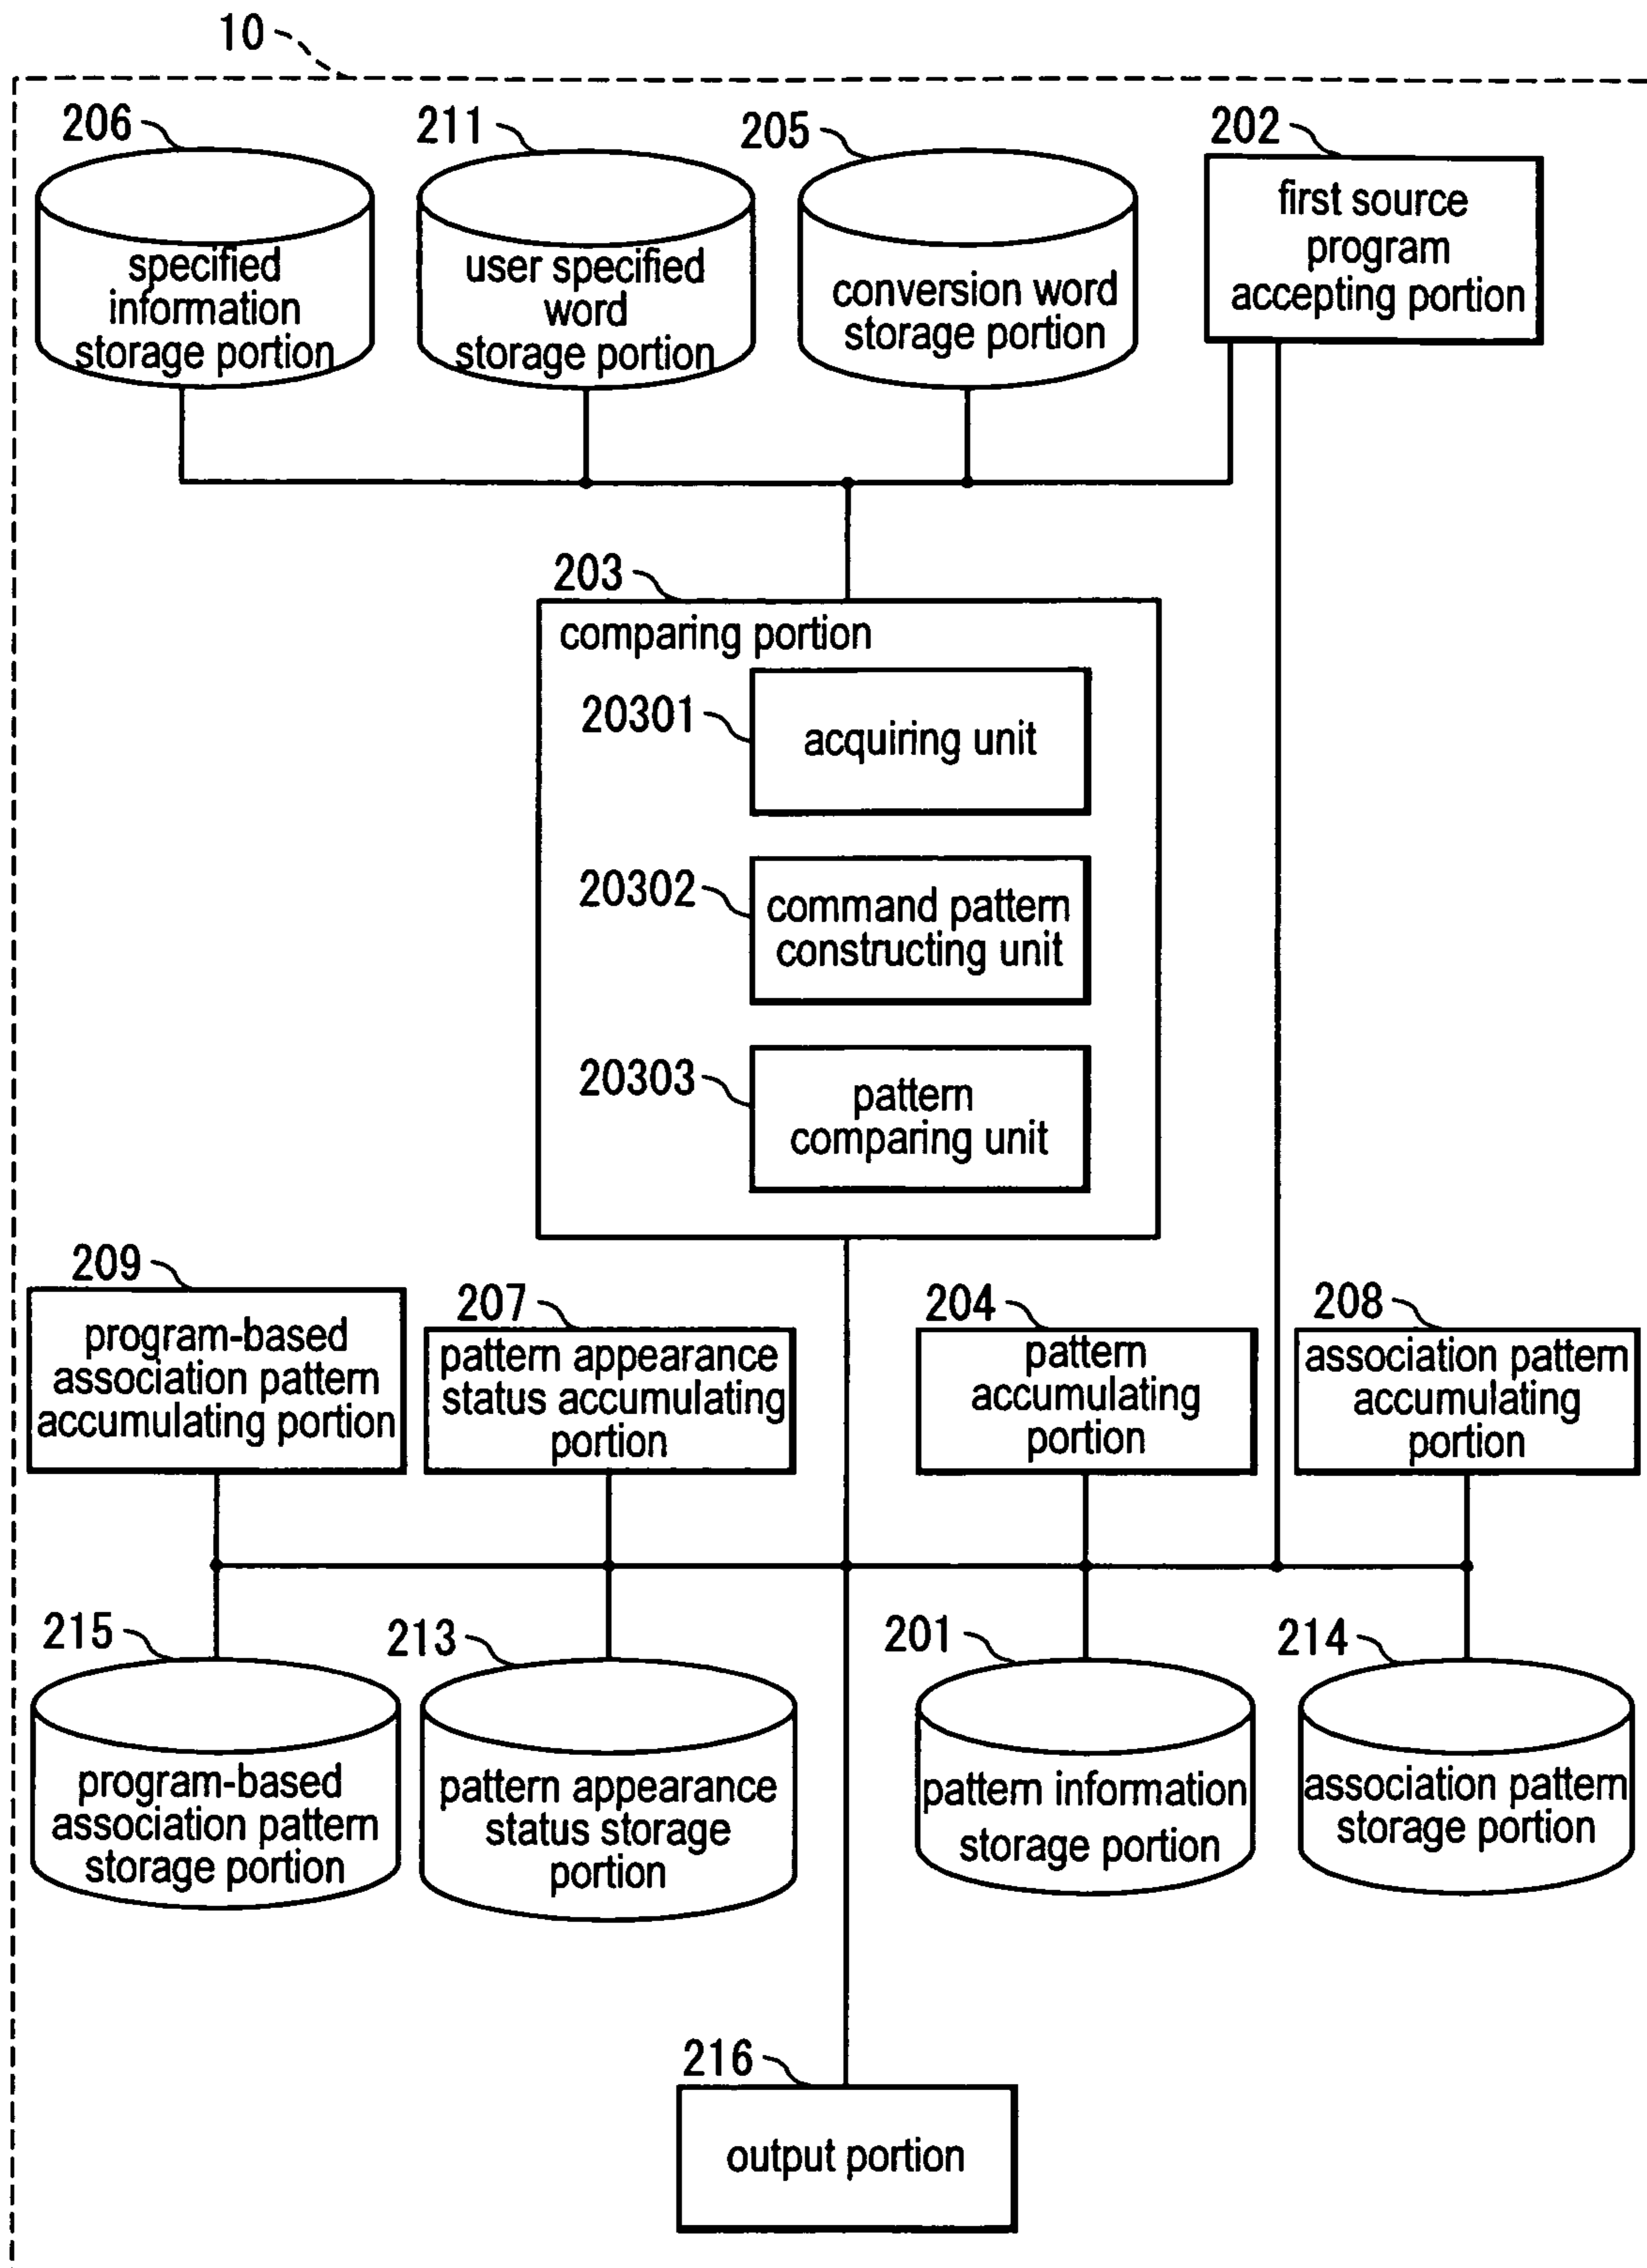 10
206
211
205
202
specified
information
storage portion
user specified
word
storage portion
conversion word
storage portion
first source
program
accepting portion
203
comparing portion
20301
acquiring unit
20302
command pattern
constructing unit
20303
pattern
comparing unit
209
program-based
association pattern
accumulating portion
207
pattern appearance
status accumulating
portion
204
pattern
accumulating
portion
208
association pattern
accumulating
portion
215
program-based
association pattern
storage portion
213
pattern appearance
status storage
portion
201
pattern information
storage portion
214
association pattern
storage portion
216
output portion